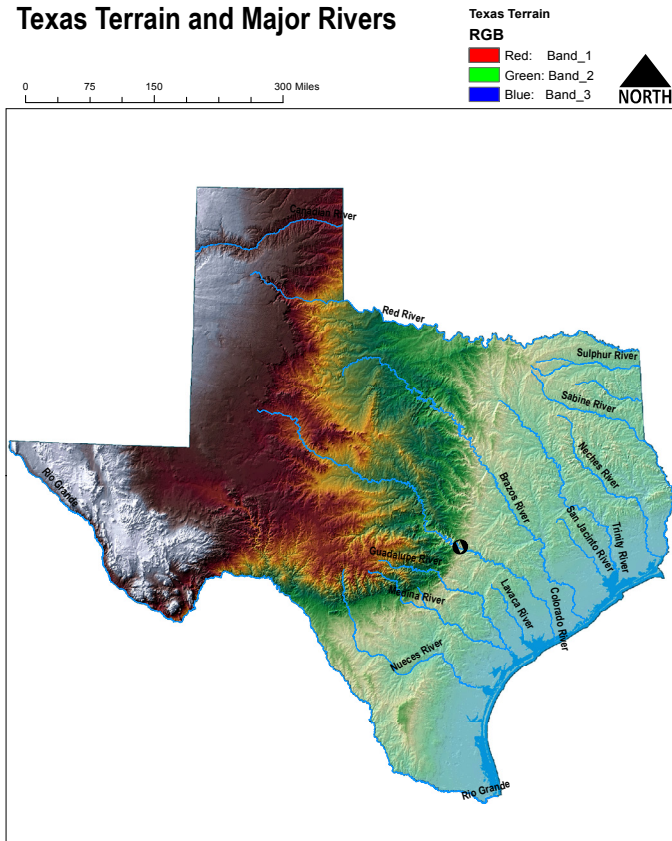 Texas Terrain and Major Rivers
Texas Terrain
RGB
Red: Band_1
Green: Band_2
Blue: Band_3
NORTH
0 75 150 300 Miles
Canadian River
Red River
Sulphur River
Sabine River
Neches River
Rio Grande
Brazos River
San Jacinto River
Trinity River
Guadalupe River
Medina River
Lavaca River
Colorado River
Nueces River
Rio Grande